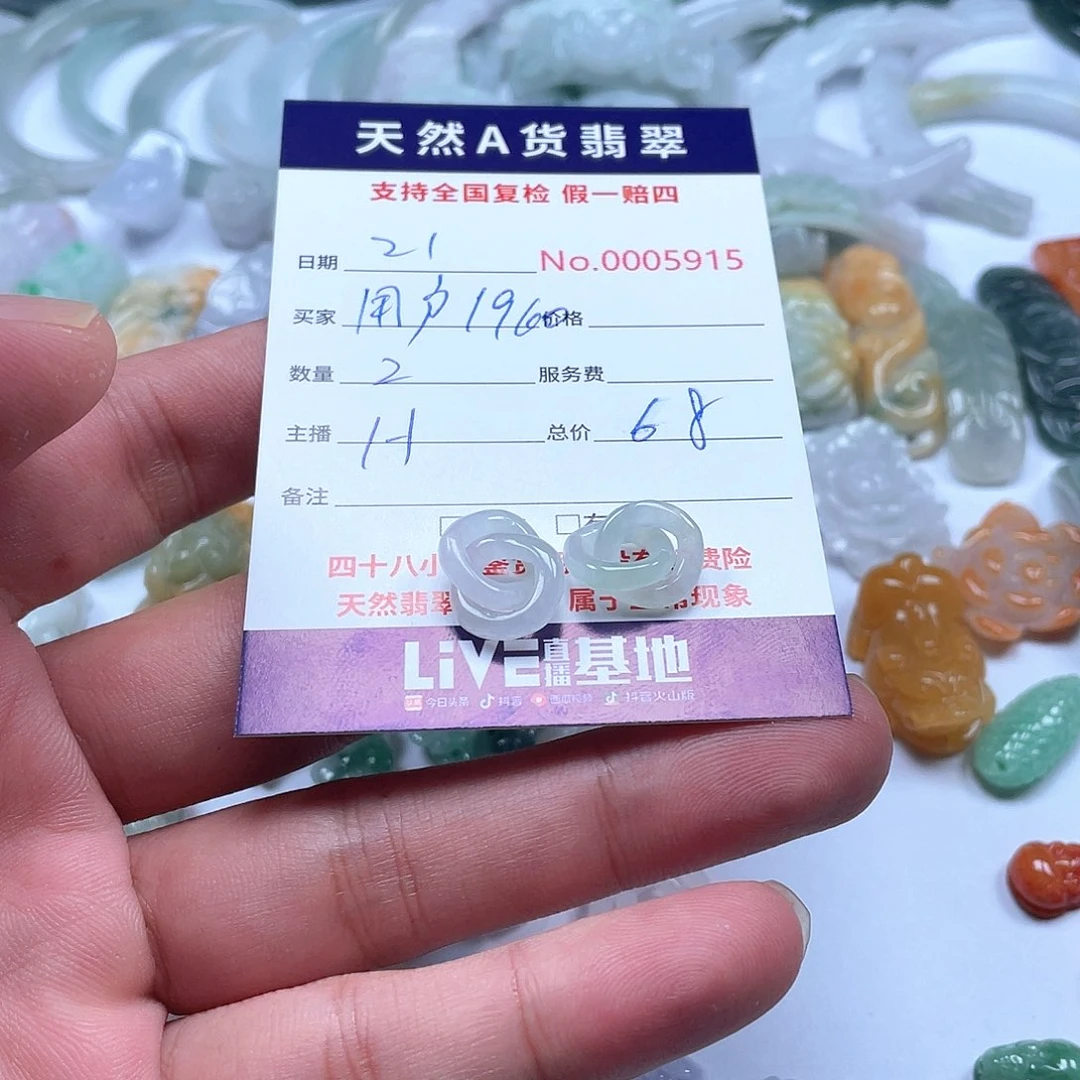 天然A货翡翠
支持全国复检 假一赔四
日期 21 No.0005915
买家 用户196 价格
数量 2 服务费
主播 H 总价 68
备注
四十八小
费险
天然翡翠 属于 现象
LiVE直播基地
今日头条 抖音 西瓜视频 抖音火山版